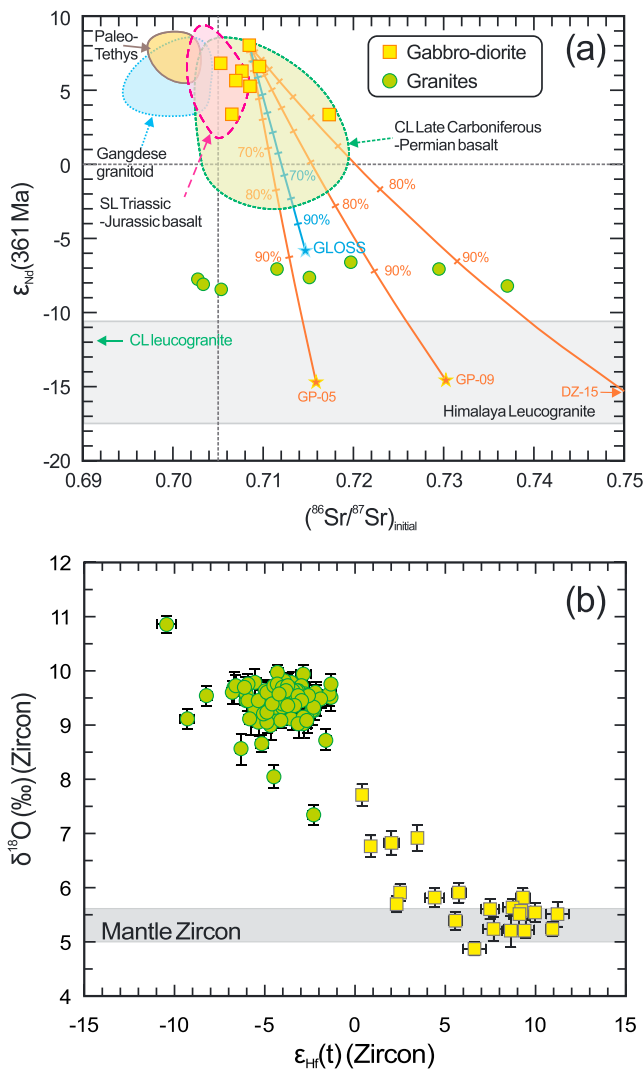 (a)
Gabbro-diorite
Granites
Paleo-
Tethys
Gangdese
granitoid
SL Triassic
-Jurassic basalt
CL Late Carboniferous
-Permian basalt
70%
80%
90%
70%
90%
GLOSS
80%
90%
80%
90%
CL leucogranite
GP-05
GP-09
DZ-15
Himalaya Leucogranite
10
5
0
-5
-10
-15
-20
εNd(361 Ma)
0.69 0.70 0.71 0.72 0.73 0.74 0.75
(⁸⁶Sr/⁸⁷Sr)initial
(b)
12
11
10
9
8
7
6
5
4
δ¹⁸O (‰) (Zircon)
Mantle Zircon
-15 -10 -5 0 5 10 15
εHf(t) (Zircon)